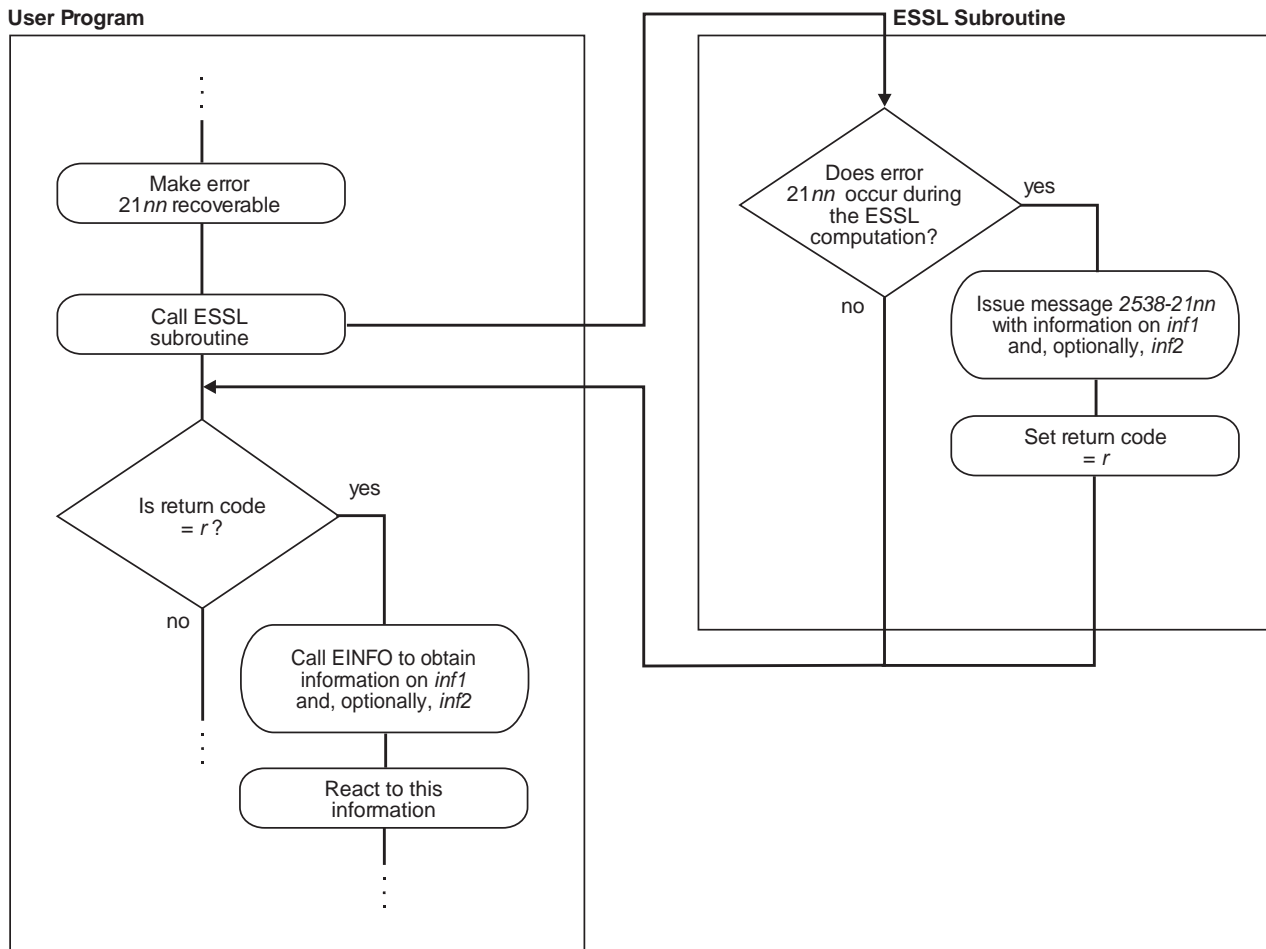 User Program
Make error
21nn recoverable
Call ESSL
subroutine
Is return code
= r?
yes
no
Call EINFO to obtain
information on inf1
and, optionally, inf2
React to this
information
ESSL Subroutine
Does error
21nn occur during
the ESSL
computation?
yes
no
Issue message 2538-21nn
with information on inf1
and, optionally, inf2
Set return code
= r